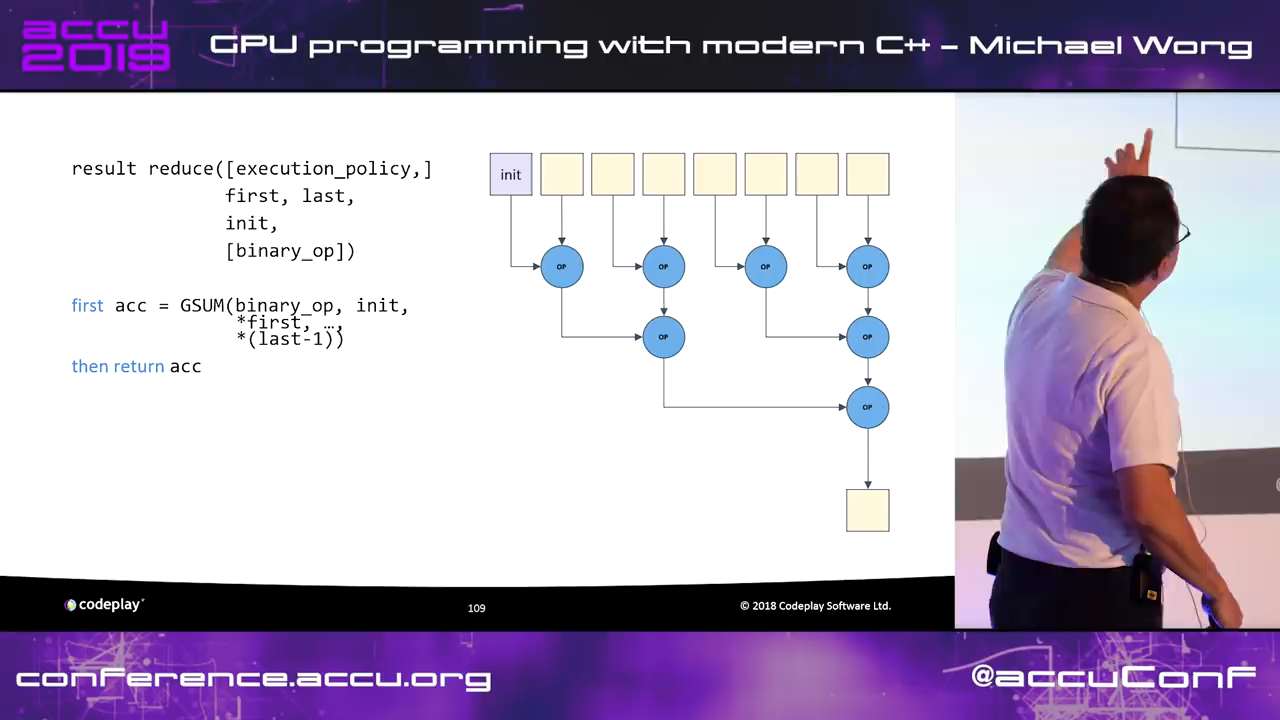 accu
2019
GPU programming with modern C++ – Michael Wong
result reduce([execution_policy,]
first, last,
init,
[binary_op])
first acc = GSUM(binary_op, init,
*first, …,
*(last-1))
then return acc
init
OP OP OP OP
OP OP
OP
codeplay
109
© 2018 Codeplay Software Ltd.
conference.accu.org
@accuConf